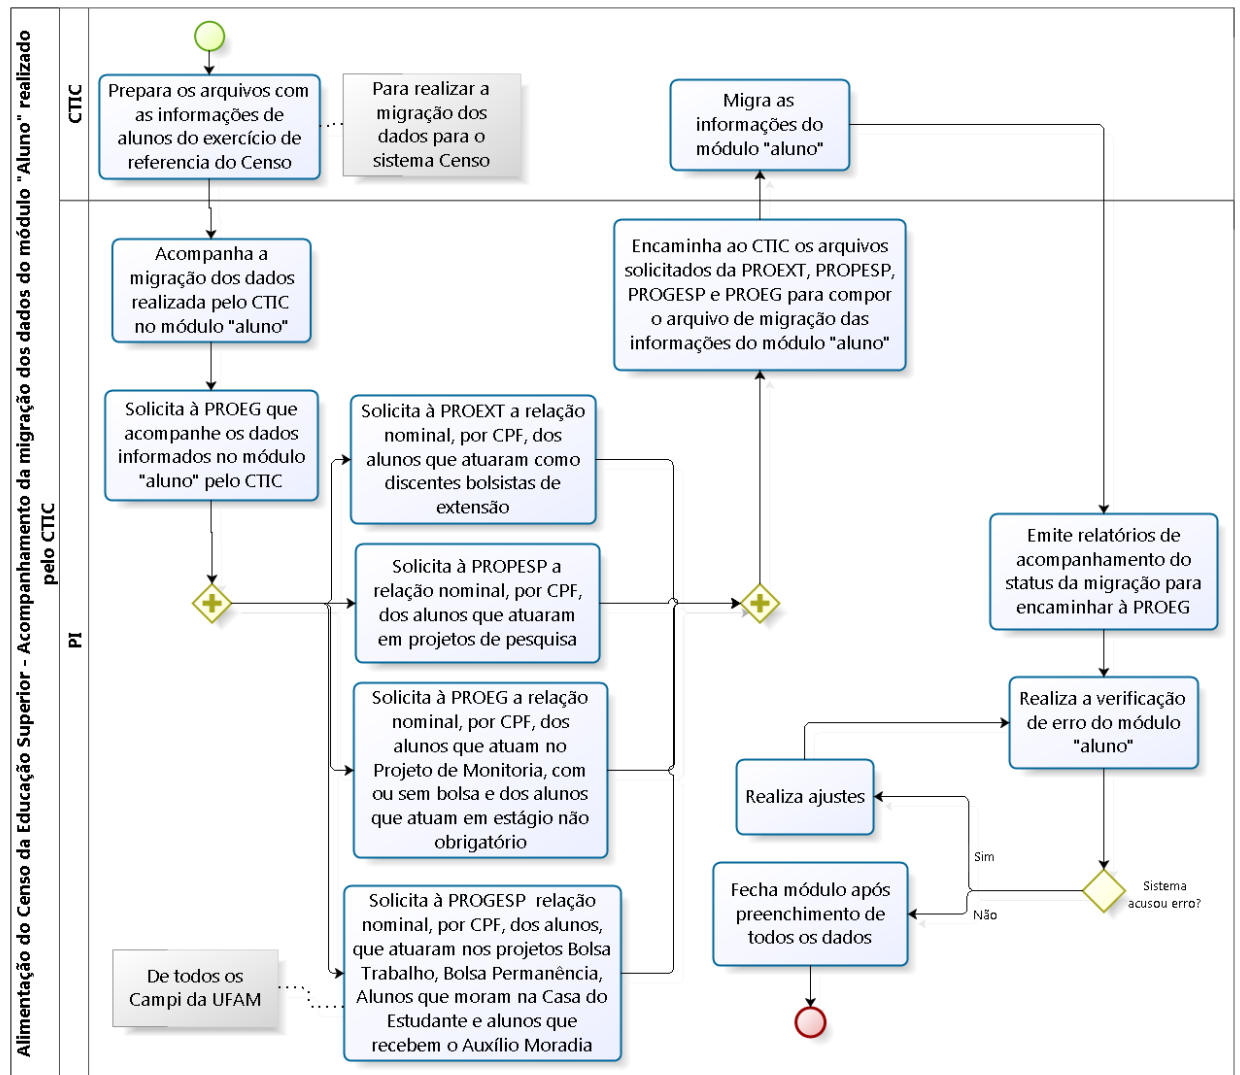 Alimentação do Censo da Educação Superior - Acompanhamento da migração dos dados do módulo "Aluno" realizado
pelo CTIC
CTIC
Prepara os arquivos com
as informações de
alunos do exercício de
referencia do Censo
Para realizar a
migração dos
dados para o
sistema Censo
Migra as
informações do
módulo "aluno"
PI
Acompanha a
migração dos dados
realizada pelo CTIC
no módulo "aluno"
Solicita à PROEG que
acompanhe os dados
informados no módulo
"aluno" pelo CTIC
Solicita à PROEXT a relação
nominal, por CPF, dos
alunos que atuaram como
discentes bolsistas de
extensão
Solicita à PROPESP a
relação nominal, por CPF,
dos alunos que atuaram
em projetos de pesquisa
Solicita à PROEG a relação
nominal, por CPF, dos
alunos que atuam no
Projeto de Monitoria, com
ou sem bolsa e dos alunos
que atuam em estágio não
obrigatório
Solicita à PROGESP relação
nominal, por CPF, dos alunos,
que atuaram nos projetos Bolsa
Trabalho, Bolsa Permanência,
Alunos que moram na Casa do
Estudante e alunos que
recebem o Auxílio Moradia
De todos os
Campi da UFAM
Encaminha ao CTIC os arquivos
solicitados da PROEXT, PROPESP,
PROGESP e PROEG para compor
o arquivo de migração das
informações do módulo "aluno"
Emite relatórios de
acompanhamento do
status da migração para
encaminhar à PROEG
Realiza a verificação
de erro do módulo
"aluno"
Sistema
acusou erro?
Sim
Realiza ajustes
Não
Fecha módulo após
preenchimento de
todos os dados